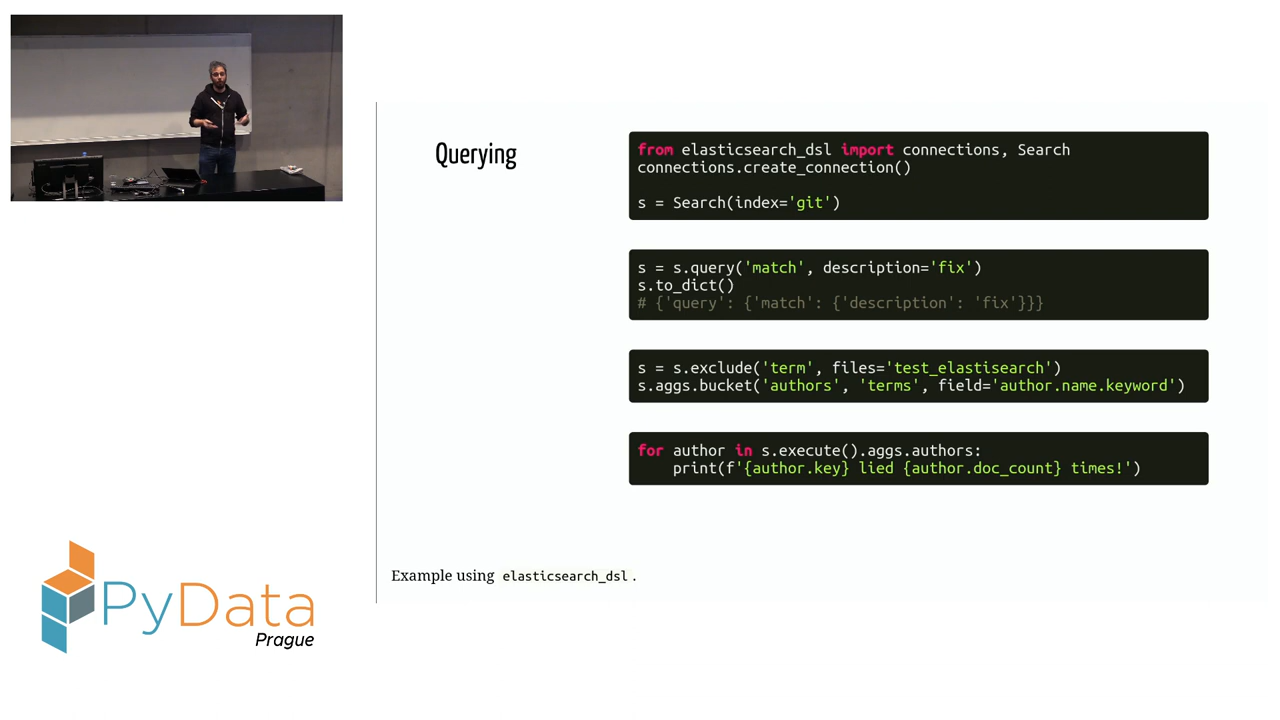 Querying
from elasticsearch_dsl import connections, Search
connections.create_connection()
s = Search(index='git')
s = s.query('match', description='fix')
s.to_dict()
# {'query': {'match': {'description': 'fix'}}}
s = s.exclude('term', files='test_elastisearch')
s.aggs.bucket('authors', 'terms', field='author.name.keyword')
for author in s.execute().aggs.authors:
print(f'{author.key} lied {author.doc_count} times!')
Example using elasticsearch_dsl.
PyData
Prague